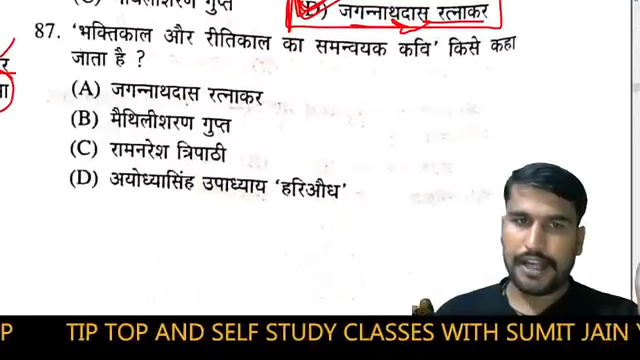 (C) मैथिलीशरण गुप्त
(D) जगन्नाथदास रत्नाकर
87. 'भक्तिकाल और रीतिकाल का समन्वयक कवि' किसे कहा
जाता है ?
(A) जगन्नाथदास रत्नाकर
(B) मैथिलीशरण गुप्त
(C) रामनरेश त्रिपाठी
(D) अयोध्यासिंह उपाध्याय 'हरिऔध'
TIP TOP AND SELF STUDY CLASSES WITH SUMIT JAIN